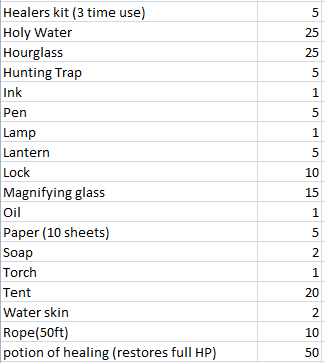 Healers kit (3 time use) 5
Holy Water 25
Hourglass 25
Hunting Trap 5
Ink 1
Pen 5
Lamp 1
Lantern 5
Lock 10
Magnifying glass 15
Oil 1
Paper (10 sheets) 5
Soap 2
Torch 1
Tent 20
Water skin 2
Rope(50ft) 10
potion of healing (restores full HP) 50